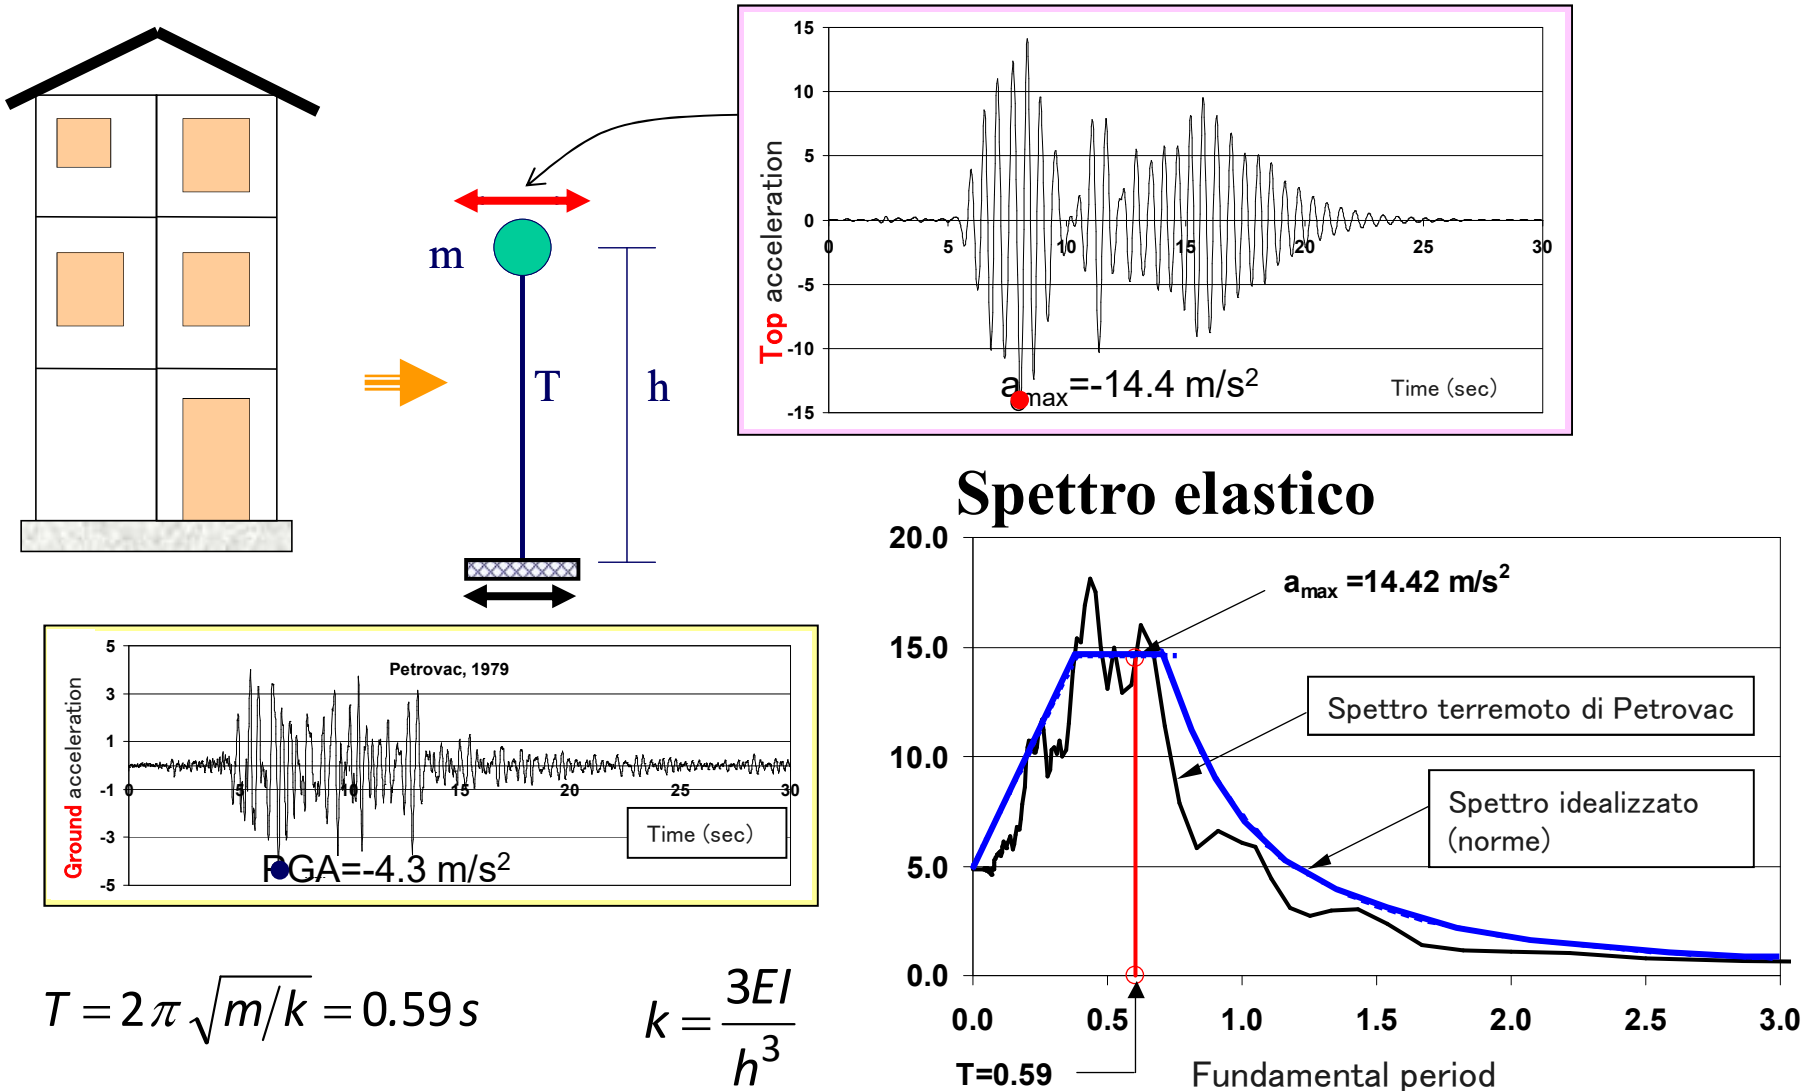 15
10
5
0
-5
-10
-15
0 5 10 15 20 25 30
Top acceleration
a_max=-14.4 m/s²
Time (sec)
m
T
h
Spettro elastico
20.0
15.0
10.0
5.0
0.0
0.0 0.5 1.0 1.5 2.0 2.5 3.0
a_max =14.42 m/s²
Spettro terremoto di Petrovac
Spettro idealizzato
(norme)
T=0.59
Fundamental period
5
3
1
-1
-3
-5
0 5 10 15 20 25 30
Ground acceleration
Petrovac, 1979
Time (sec)
PGA=-4.3 m/s²
T = 2π √m/k = 0.59 s
k = 3EI / h³